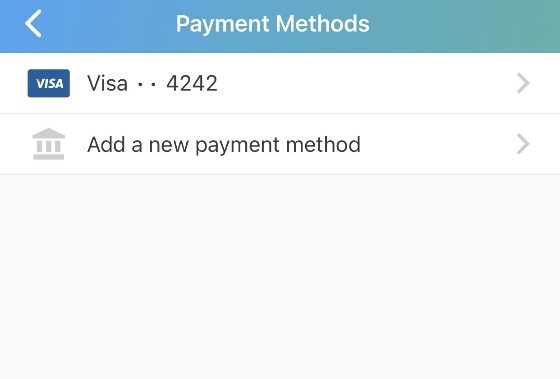 Payment Methods
VISA Visa •• 4242
Add a new payment method